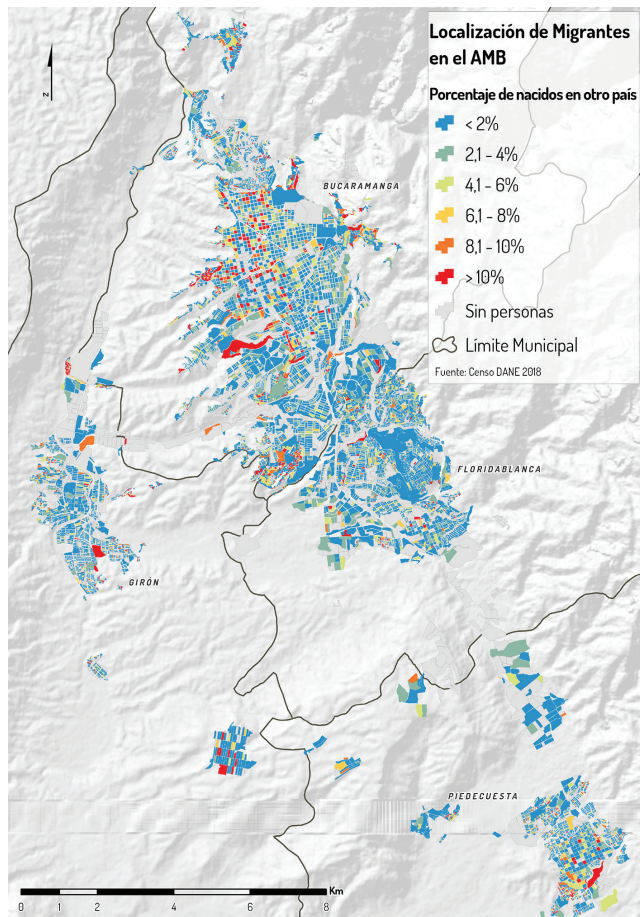 Localización de Migrantes
en el AMB
Porcentaje de nacidos en otro país
< 2%
2,1 - 4%
4,1 - 6%
6,1 - 8%
8,1 - 10%
> 10%
Sin personas
Límite Municipal
Fuente: Censo DANE 2018
N
BUCARAMANGA
FLORIDABLANCA
GIRÓN
PIEDECUESTA
Km
0 1 2 4 6 8